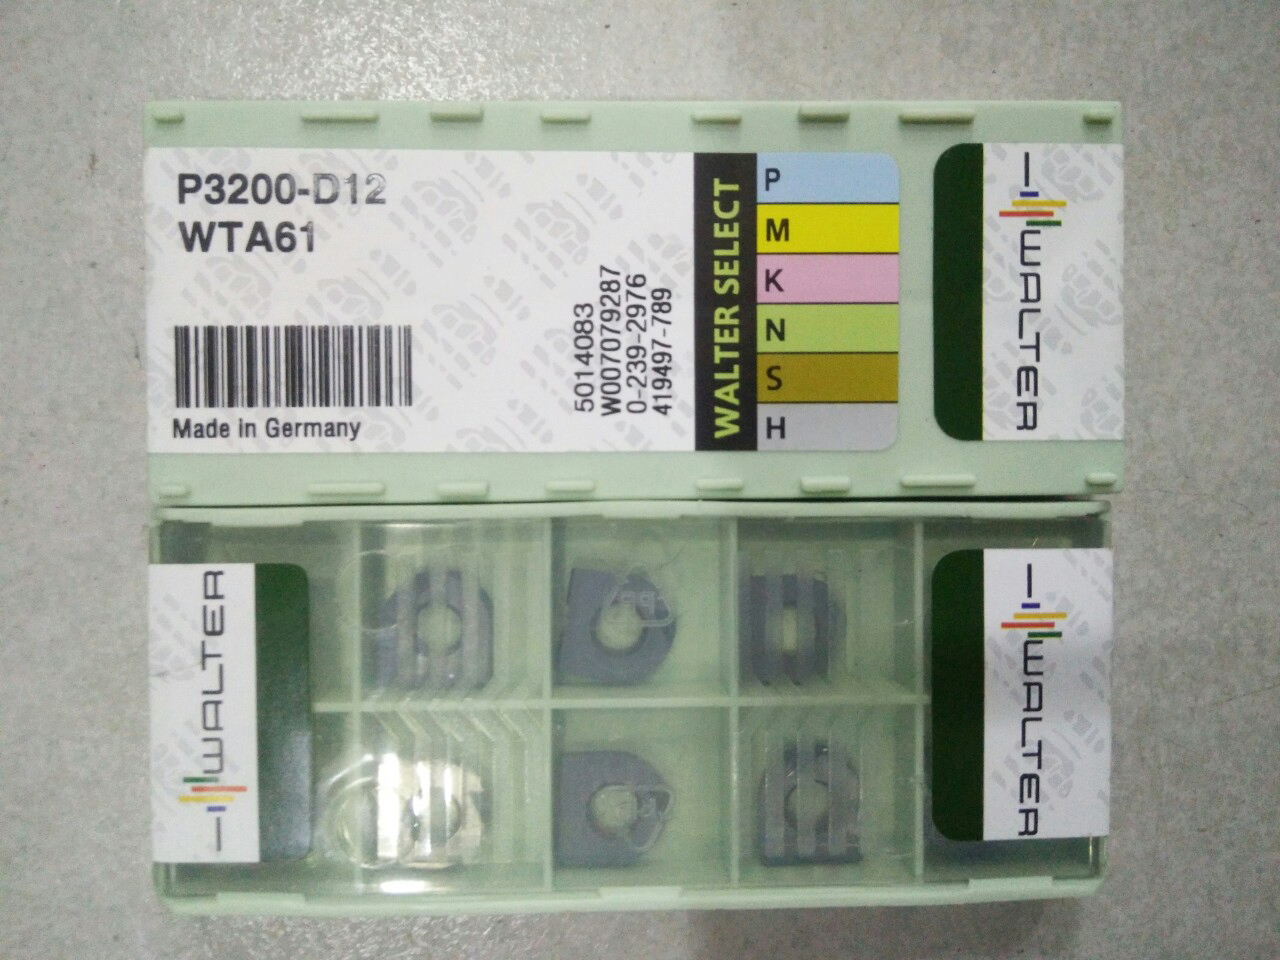 P3200-D12
WTA61
Made in Germany
5014083
W007079287
0-239-2976
419497-789
WALTER SELECT
P
M
K
N
S
H
WALTER
WALTER
WALTER